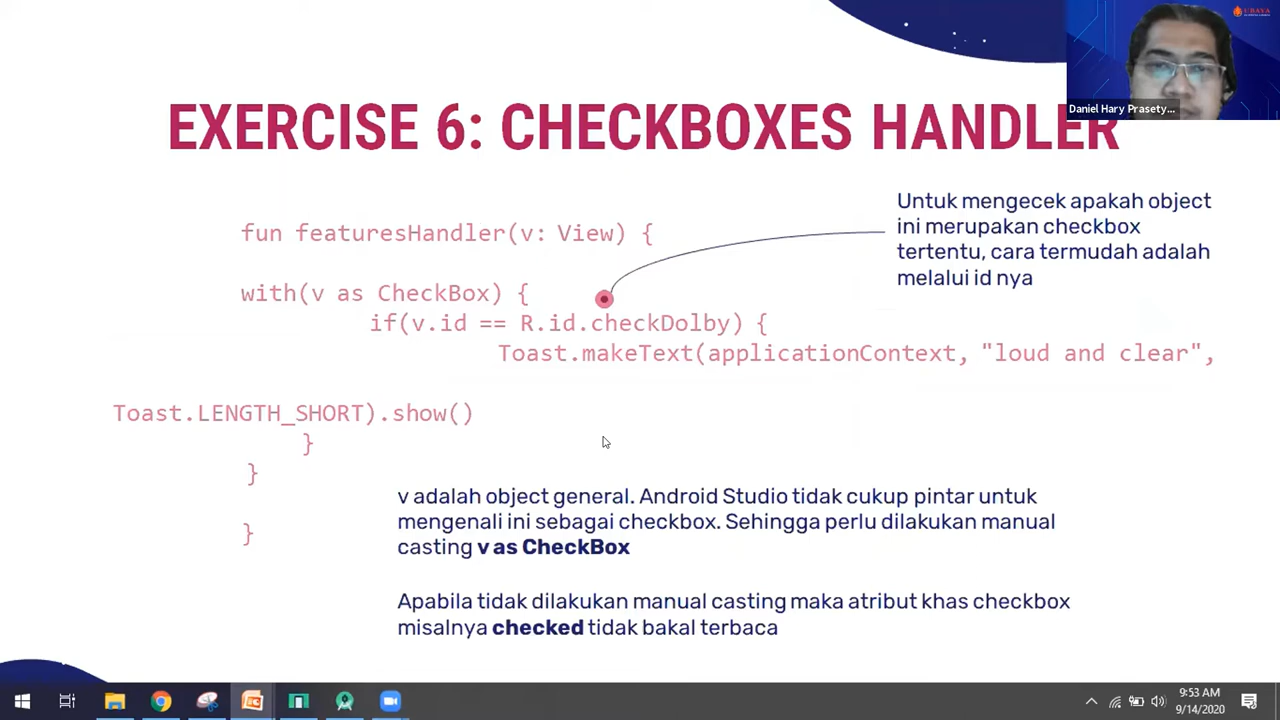 UBAYA
Daniel Hary Prasety...
EXERCISE 6: CHECKBOXES HANDLER
Untuk mengecek apakah object
ini merupakan checkbox
tertentu, cara termudah adalah
melalui id nya
fun featuresHandler(v: View) {
with(v as CheckBox) {
if(v.id == R.id.checkDolby) {
Toast.makeText(applicationContext, "loud and clear",
Toast.LENGTH_SHORT).show()
}
}
}
v adalah object general. Android Studio tidak cukup pintar untuk
mengenali ini sebagai checkbox. Sehingga perlu dilakukan manual
casting v as CheckBox
Apabila tidak dilakukan manual casting maka atribut khas checkbox
misalnya checked tidak bakal terbaca
9:53 AM
9/14/2020